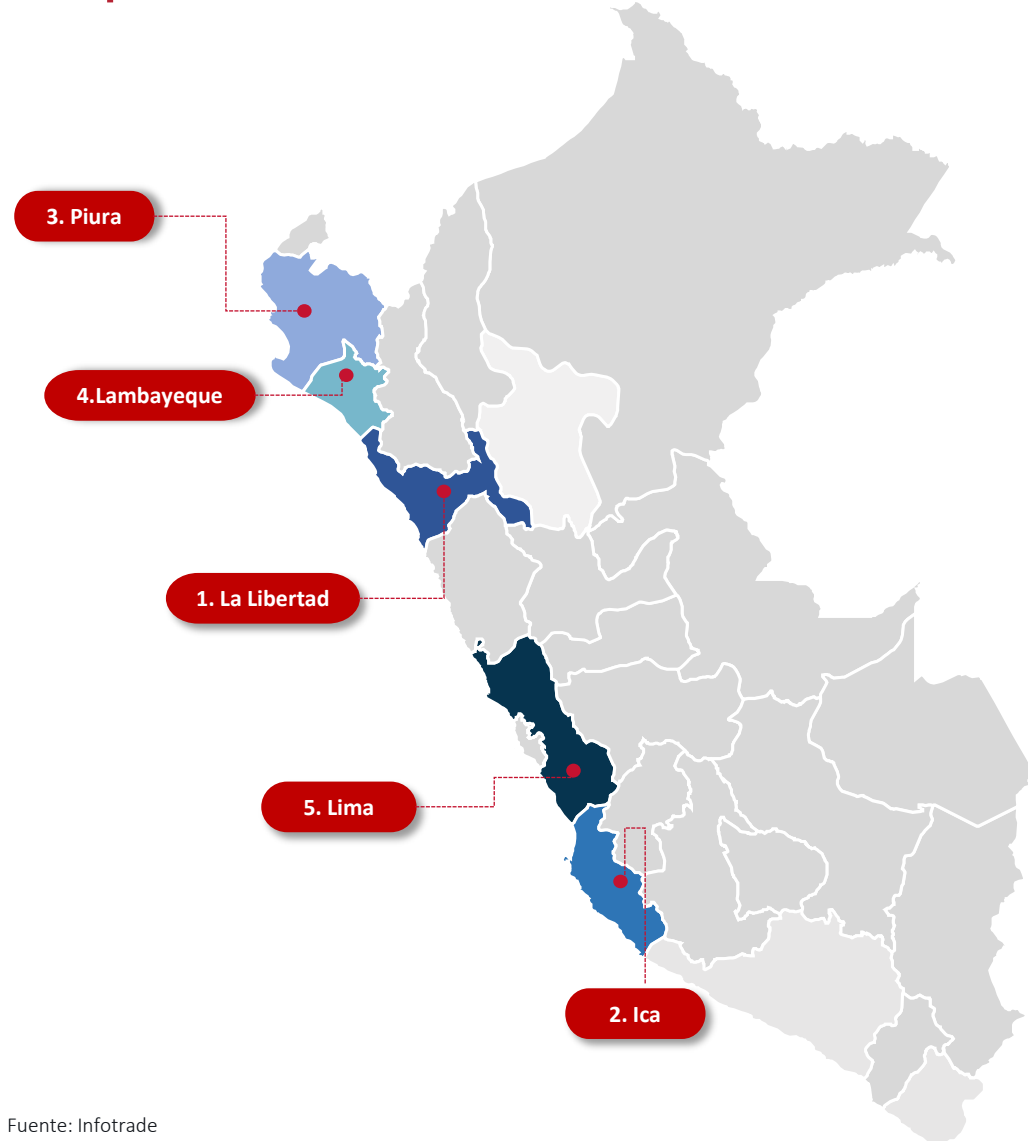 3. Piura
4.Lambayeque
1. La Libertad
5. Lima
2. Ica
Fuente: Infotrade